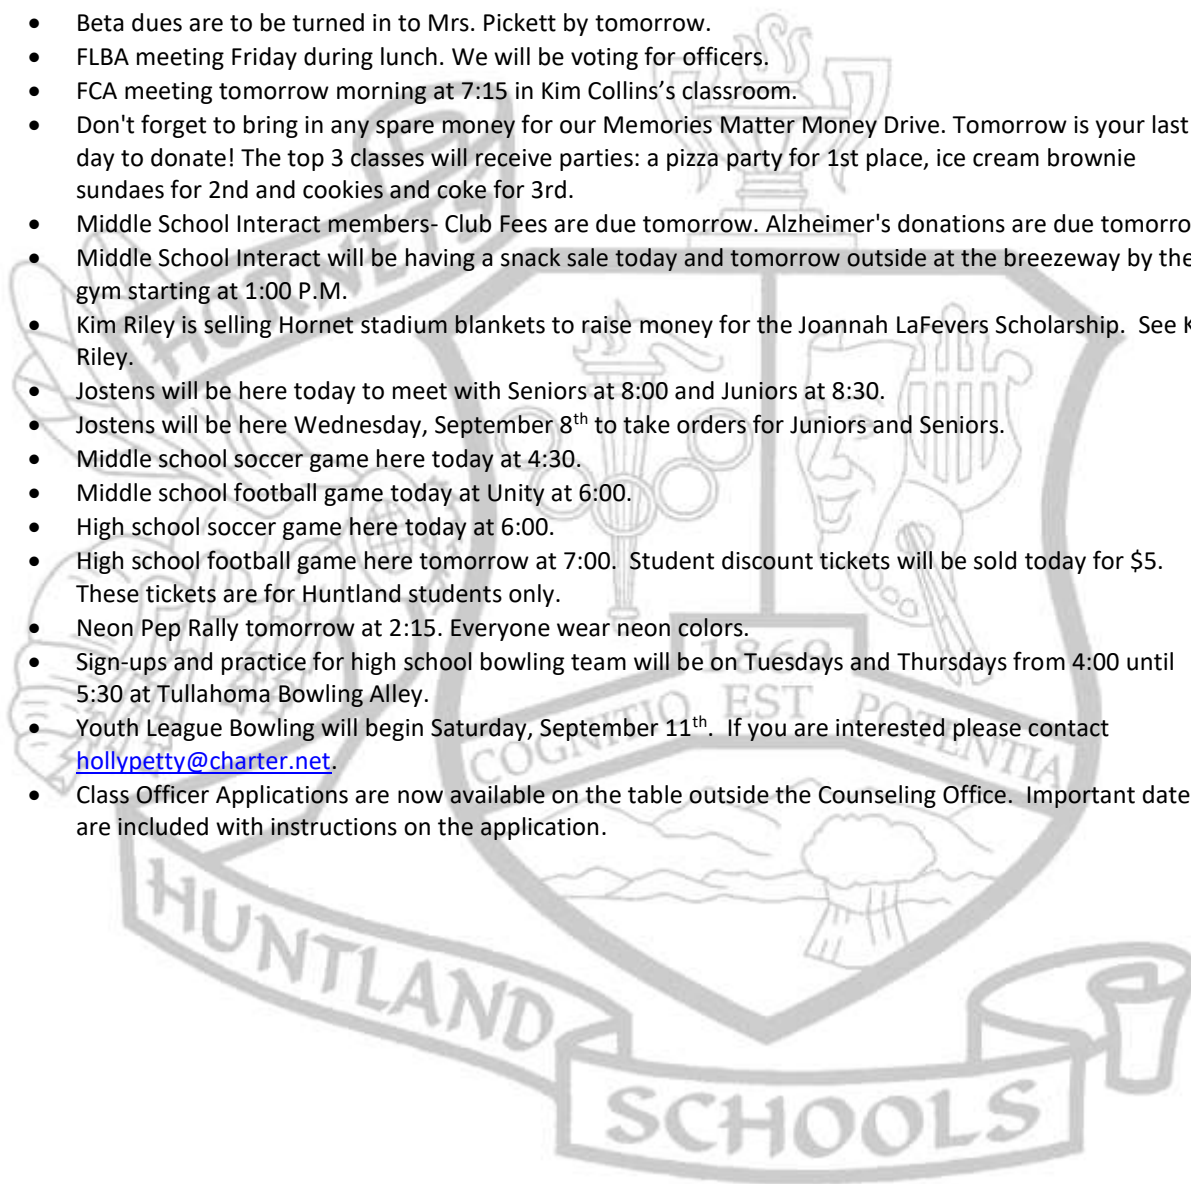 • Beta dues are to be turned in to Mrs. Pickett by tomorrow.
• FLBA meeting Friday during lunch. We will be voting for officers.
• FCA meeting tomorrow morning at 7:15 in Kim Collins’s classroom.
• Don't forget to bring in any spare money for our Memories Matter Money Drive. Tomorrow is your last
day to donate! The top 3 classes will receive parties: a pizza party for 1st place, ice cream brownie
sundaes for 2nd and cookies and coke for 3rd.
• Middle School Interact members- Club Fees are due tomorrow. Alzheimer's donations are due tomorro
• Middle School Interact will be having a snack sale today and tomorrow outside at the breezeway by the
gym starting at 1:00 P.M.
• Kim Riley is selling Hornet stadium blankets to raise money for the Joannah LaFevers Scholarship.  See K
Riley.
• Jostens will be here today to meet with Seniors at 8:00 and Juniors at 8:30.
• Jostens will be here Wednesday, September 8th to take orders for Juniors and Seniors.
• Middle school soccer game here today at 4:30.
• Middle school football game today at Unity at 6:00.
• High school soccer game here today at 6:00.
• High school football game here tomorrow at 7:00.  Student discount tickets will be sold today for $5.
These tickets are for Huntland students only.
• Neon Pep Rally tomorrow at 2:15. Everyone wear neon colors.
• Sign-ups and practice for high school bowling team will be on Tuesdays and Thursdays from 4:00 until
5:30 at Tullahoma Bowling Alley.
• Youth League Bowling will begin Saturday, September 11th.  If you are interested please contact
hollypetty@charter.net.
• Class Officer Applications are now available on the table outside the Counseling Office.  Important date
are included with instructions on the application.
HORNETS
1869
COGNITIO EST POTENTIA
HUNTLAND
SCHOOLS